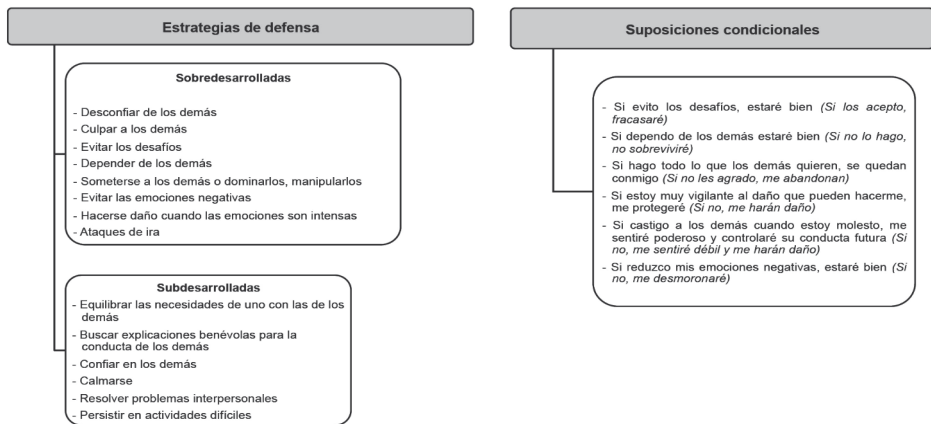 Estrategias de defensa
Sobredesarrolladas
- Desconfiar de los demás
- Culpar a los demás
- Evitar los desafíos
- Depender de los demás
- Someterse a los demás o dominarlos, manipularlos
- Evitar las emociones negativas
- Hacerse daño cuando las emociones son intensas
- Ataques de ira
Subdesarrolladas
- Equilibrar las necesidades de uno con las de los
demás
- Buscar explicaciones benévolas para la
conducta de los demás
- Confiar en los demás
- Calmarse
- Resolver problemas interpersonales
- Persistir en actividades difíciles
Suposiciones condicionales
- Si evito los desafíos, estaré bien (Si los acepto,
fracasaré)
- Si dependo de los demás estaré bien (Si no lo hago,
no sobreviviré)
- Si hago todo lo que los demás quieren, se quedan
conmigo (Si no les agrado, me abandonan)
- Si estoy muy vigilante al daño que pueden hacerme,
me protegeré (Si no, me harán daño)
- Si castigo a los demás cuando estoy molesto, me
sentiré poderoso y controlaré su conducta futura (Si
no, me sentiré débil y me harán daño)
- Si reduzco mis emociones negativas, estaré bien (Si
no, me desmoronaré)